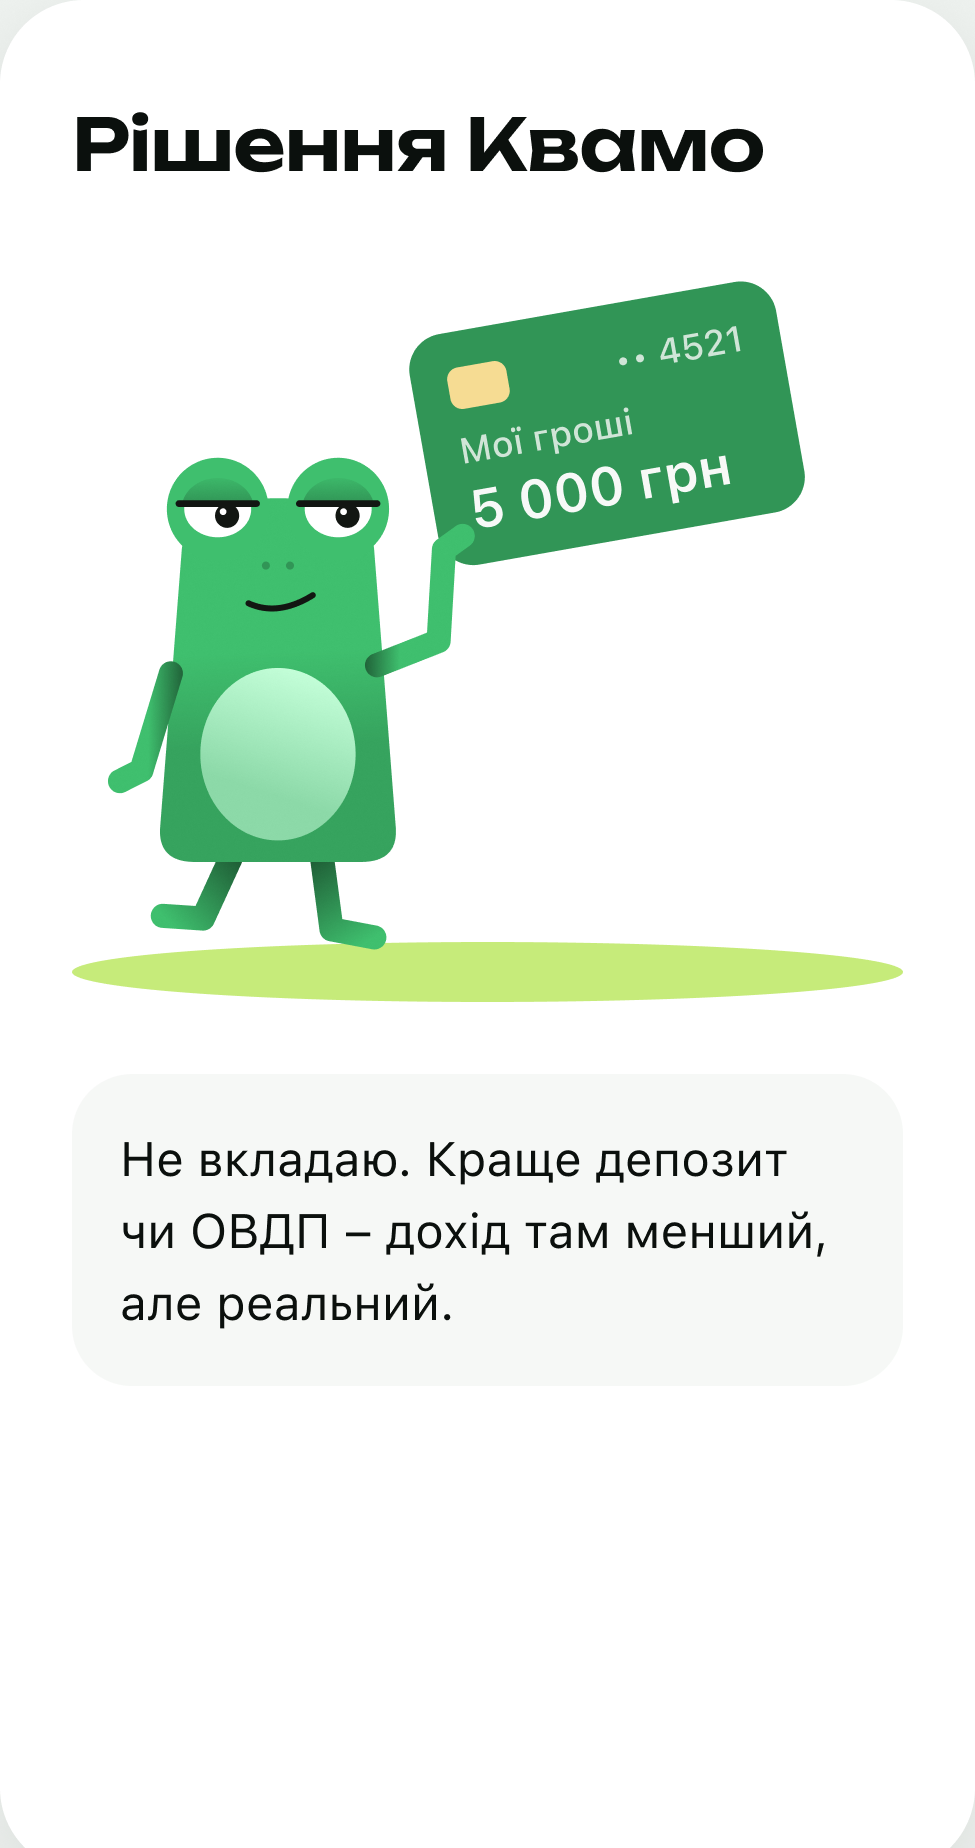 Рішення Квамо
•• 4521
Мої гроші
5 000 грн
Не вкладаю. Краще депозит
чи ОВДП – дохід там менший,
але реальний.